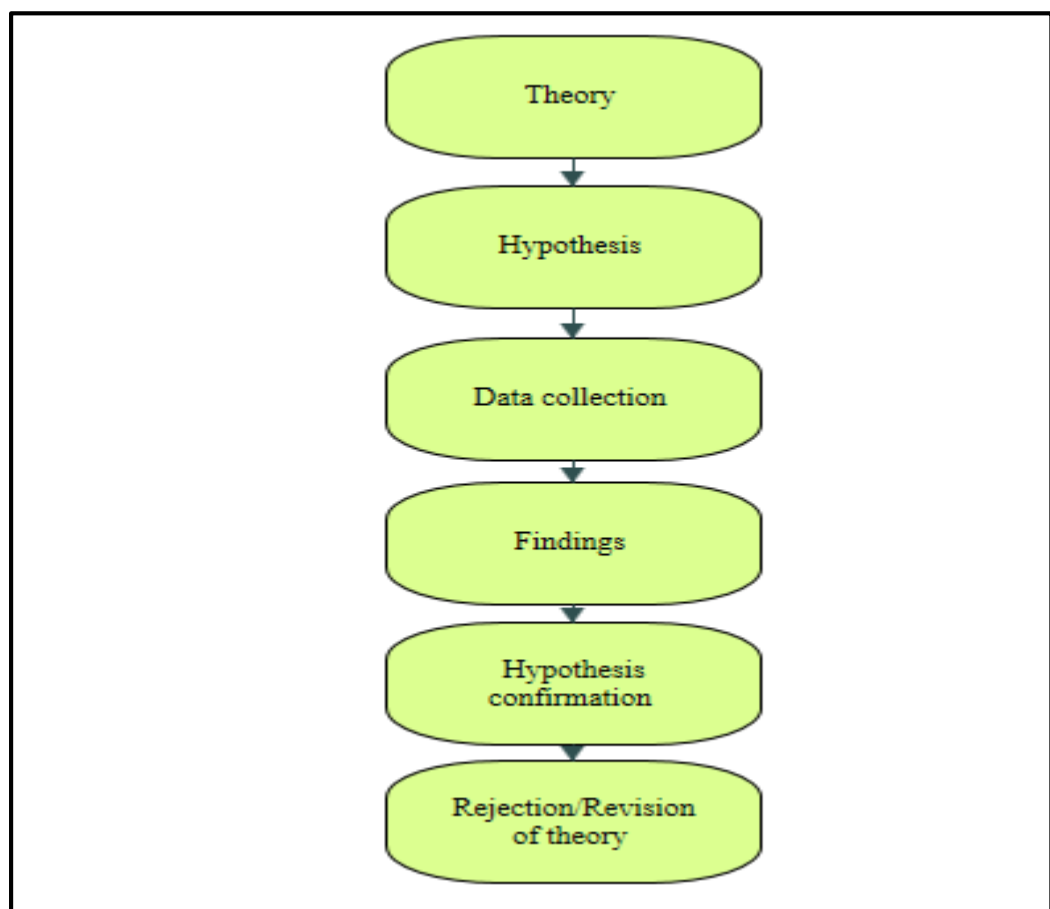 Theory
Hypothesis
Data collection
Findings
Hypothesis
confirmation
Rejection/Revision
of theory